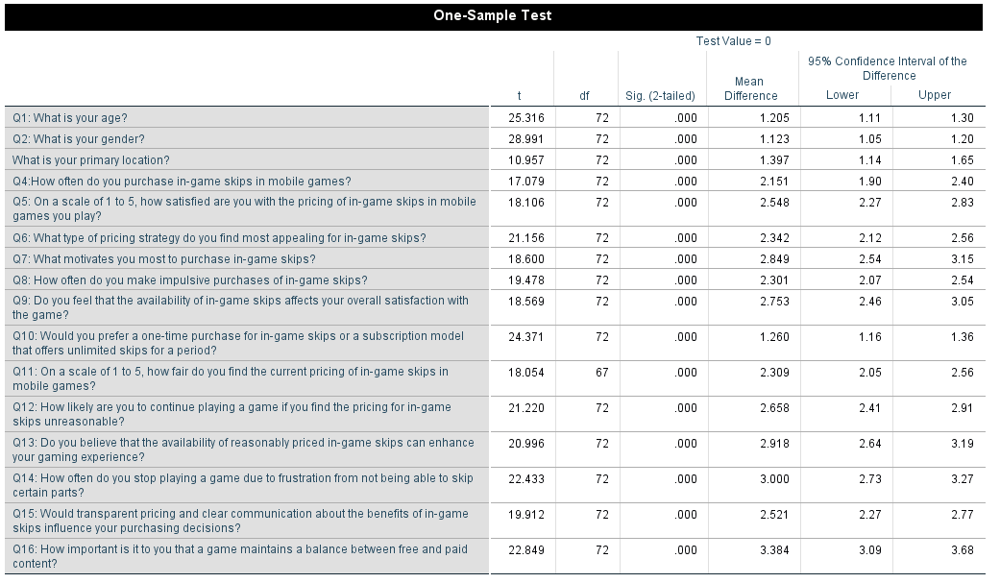 One-Sample Test
Test Value = 0
95% Confidence Interval of the
Difference
Mean
Difference
t df Sig. (2-tailed) Lower Upper
Q1: What is your age? 25.316 72 .000 1.205 1.11 1.30
Q2: What is your gender? 28.991 72 .000 1.123 1.05 1.20
What is your primary location? 10.957 72 .000 1.397 1.14 1.65
Q4:How often do you purchase in-game skips in mobile games? 17.079 72 .000 2.151 1.90 2.40
Q5: On a scale of 1 to 5, how satisfied are you with the pricing of in-game skips in mobile 18.106 72 .000 2.548 2.27 2.83
games you play?
Q6: What type of pricing strategy do you find most appealing for in-game skips? 21.156 72 .000 2.342 2.12 2.56
Q7: What motivates you most to purchase in-game skips? 18.600 72 .000 2.849 2.54 3.15
Q8: How often do you make impulsive purchases of in-game skips? 19.478 72 .000 2.301 2.07 2.54
Q9: Do you feel that the availability of in-game skips affects your overall satisfaction with 18.569 72 .000 2.753 2.46 3.05
the game?
Q10: Would you prefer a one-time purchase for in-game skips or a subscription model 24.371 72 .000 1.260 1.16 1.36
that offers unlimited skips for a period?
Q11: On a scale of 1 to 5, how fair do you find the current pricing of in-game skips in 18.054 67 .000 2.309 2.05 2.56
mobile games?
Q12: How likely are you to continue playing a game if you find the pricing for in-game 21.220 72 .000 2.658 2.41 2.91
skips unreasonable?
Q13: Do you believe that the availability of reasonably priced in-game skips can enhance 20.996 72 .000 2.918 2.64 3.19
your gaming experience?
Q14: How often do you stop playing a game due to frustration from not being able to skip 22.433 72 .000 3.000 2.73 3.27
certain parts?
Q15: Would transparent pricing and clear communication about the benefits of in-game 19.912 72 .000 2.521 2.27 2.77
skips influence your purchasing decisions?
Q16: How important is it to you that a game maintains a balance between free and paid 22.849 72 .000 3.384 3.09 3.68
content?